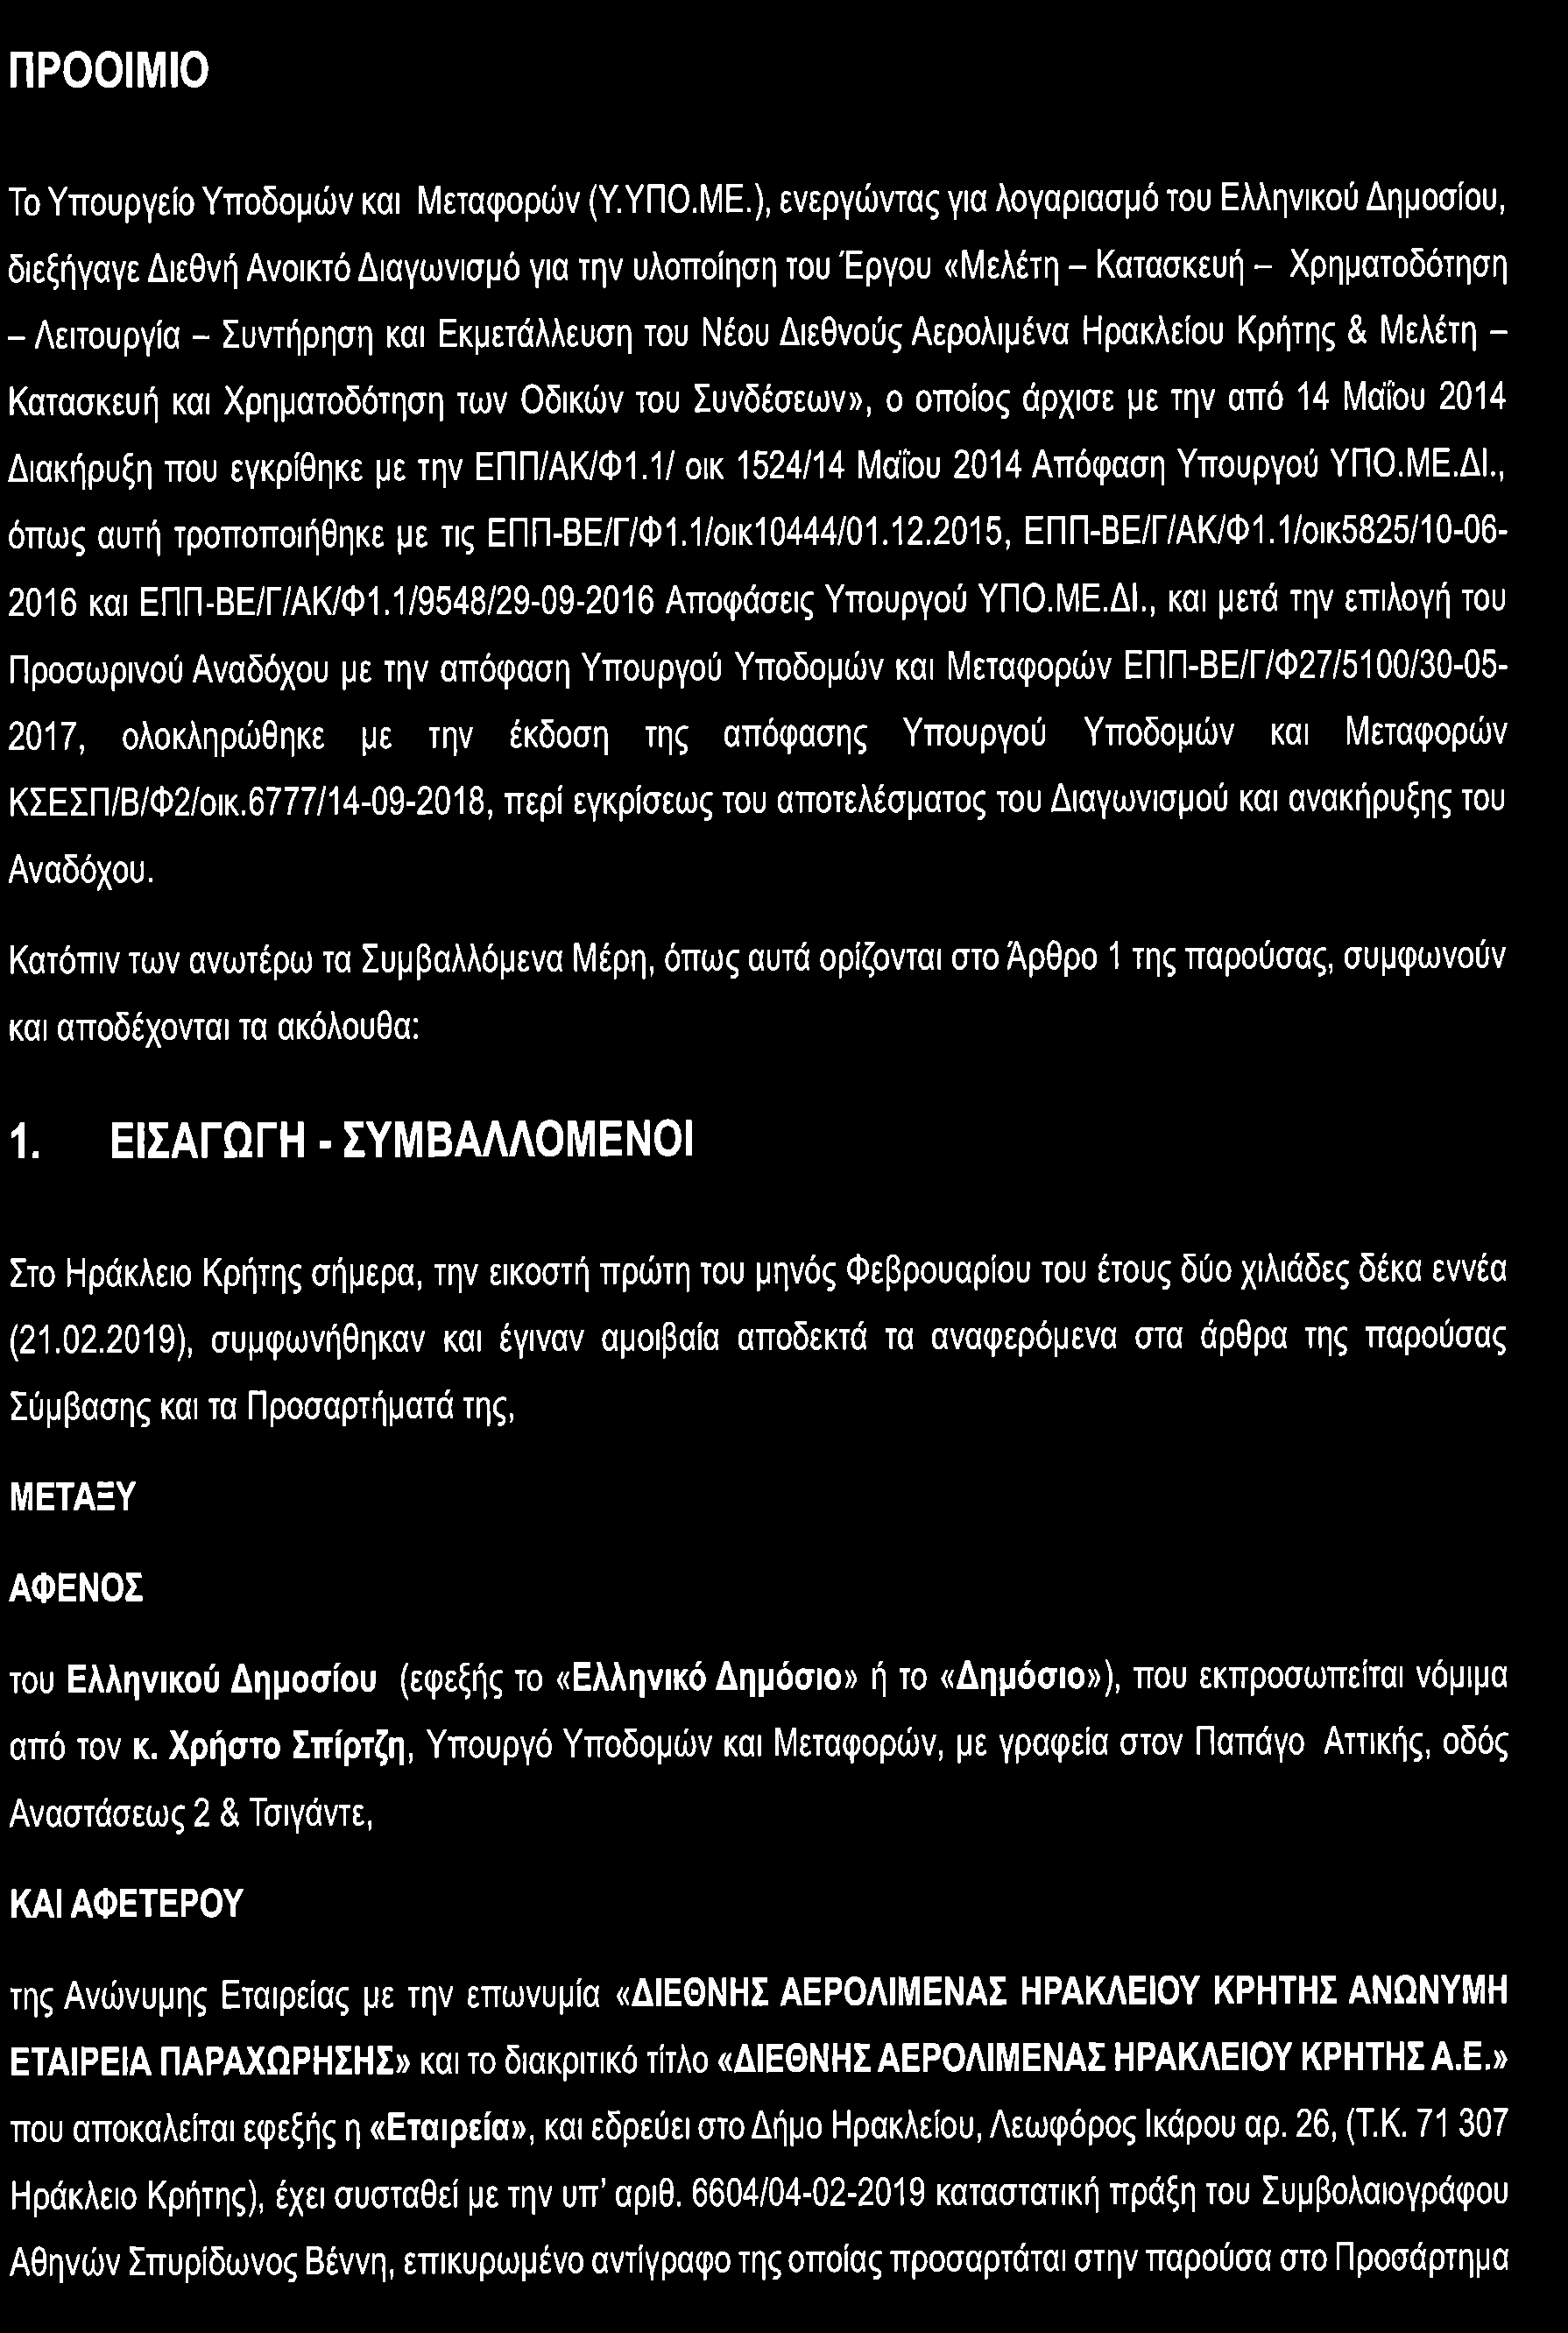 ΠΡΟΟΙΜΙΟ
Το Υπουργείο Υποδομών και Μεταφορών (Υ.ΥΠΟ.ΜΕ.), ενεργώντας για λογαριασμό του Ελληνικού Δημοσίου,
διεξήγαγε Διεθνή Ανοικτό Διαγωνισμό για την υλοποίηση του Έργου «Μελέτη – Κατασκευή – Χρηματοδότηση
– Λειτουργία – Συντήρηση και Εκμετάλλευση του Νέου Διεθνούς Αερολιμένα Ηρακλείου Κρήτης & Μελέτη –
Κατασκευή και Χρηματοδότηση των Οδικών του Συνδέσεων», ο οποίος άρχισε με την από 14 Μαΐου 2014
Διακήρυξη που εγκρίθηκε με την ΕΠΠ/ΑΚ/Φ1.1/ οικ 1524/14 Μαΐου 2014 Απόφαση Υπουργού ΥΠΟ.ΜΕ.ΔΙ.,
όπως αυτή τροποποιήθηκε με τις ΕΠΠ-ΒΕ/Γ/Φ1.1/οικ10444/01.12.2015, ΕΠΠ-ΒΕ/Γ/ΑΚ/Φ1.1/οικ5825/10-06-
2016 και ΕΠΠ-ΒΕ/Γ/ΑΚ/Φ1.1/9548/29-09-2016 Αποφάσεις Υπουργού ΥΠΟ.ΜΕ.ΔΙ., και μετά την επιλογή του
Προσωρινού Αναδόχου με την απόφαση Υπουργού Υποδομών και Μεταφορών ΕΠΠ-ΒΕ/Γ/Φ27/5100/30-05-
2017, ολοκληρώθηκε με την έκδοση της απόφασης Υπουργού Υποδομών και Μεταφορών
ΚΣΕΣΠ/Β/Φ2/οικ.6777/14-09-2018, περί εγκρίσεως του αποτελέσματος του Διαγωνισμού και ανακήρυξης του
Αναδόχου.
Κατόπιν των ανωτέρω τα Συμβαλλόμενα Μέρη, όπως αυτά ορίζονται στο Άρθρο 1 της παρούσας, συμφωνούν
και αποδέχονται τα ακόλουθα:
1. ΕΙΣΑΓΩΓΗ - ΣΥΜΒΑΛΛΟΜΕΝΟΙ
Στο Ηράκλειο Κρήτης σήμερα, την εικοστή πρώτη του μηνός Φεβρουαρίου του έτους δύο χιλιάδες δέκα εννέα
(21.02.2019), συμφωνήθηκαν και έγιναν αμοιβαία αποδεκτά τα αναφερόμενα στα άρθρα της παρούσας
Σύμβασης και τα Προσαρτήματά της,
ΜΕΤΑΞΥ
ΑΦΕΝΟΣ
του Ελληνικού Δημοσίου (εφεξής το «Ελληνικό Δημόσιο» ή το «Δημόσιο»), που εκπροσωπείται νόμιμα
από τον κ. Χρήστο Σπίρτζη, Υπουργό Υποδομών και Μεταφορών, με γραφεία στον Παπάγο Αττικής, οδός
Αναστάσεως 2 & Τσιγάντε,
ΚΑΙ ΑΦΕΤΕΡΟΥ
της Ανώνυμης Εταιρείας με την επωνυμία «ΔΙΕΘΝΗΣ ΑΕΡΟΛΙΜΕΝΑΣ ΗΡΑΚΛΕΙΟΥ ΚΡΗΤΗΣ ΑΝΩΝΥΜΗ
ΕΤΑΙΡΕΙΑ ΠΑΡΑΧΩΡΗΣΗΣ» και το διακριτικό τίτλο «ΔΙΕΘΝΗΣ ΑΕΡΟΛΙΜΕΝΑΣ ΗΡΑΚΛΕΙΟΥ ΚΡΗΤΗΣ Α.Ε.»
που αποκαλείται εφεξής η «Εταιρεία», και εδρεύει στο Δήμο Ηρακλείου, Λεωφόρος Ικάρου αρ. 26, (Τ.Κ. 71 307
Ηράκλειο Κρήτης), έχει συσταθεί με την υπ’ αριθ. 6604/04-02-2019 καταστατική πράξη του Συμβολαιογράφου
Αθηνών Σπυρίδωνος Βέννη, επικυρωμένο αντίγραφο της οποίας προσαρτάται στην παρούσα στο Προσάρτημα